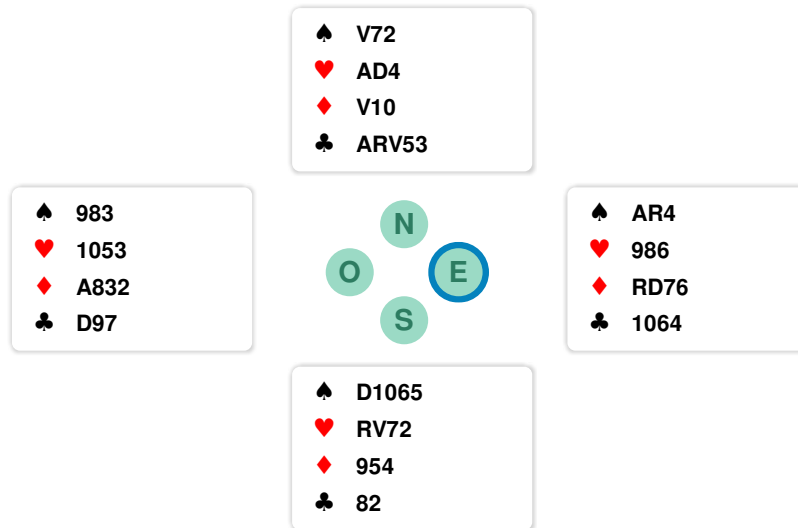 ♠ V72
♥ AD4
♦ V10
♣ ARV53
♠ 983
♥ 1053
♦ A832
♣ D97
N
O
E
S
♠ AR4
♥ 986
♦ RD76
♣ 1064
♠ D1065
♥ RV72
♦ 954
♣ 82